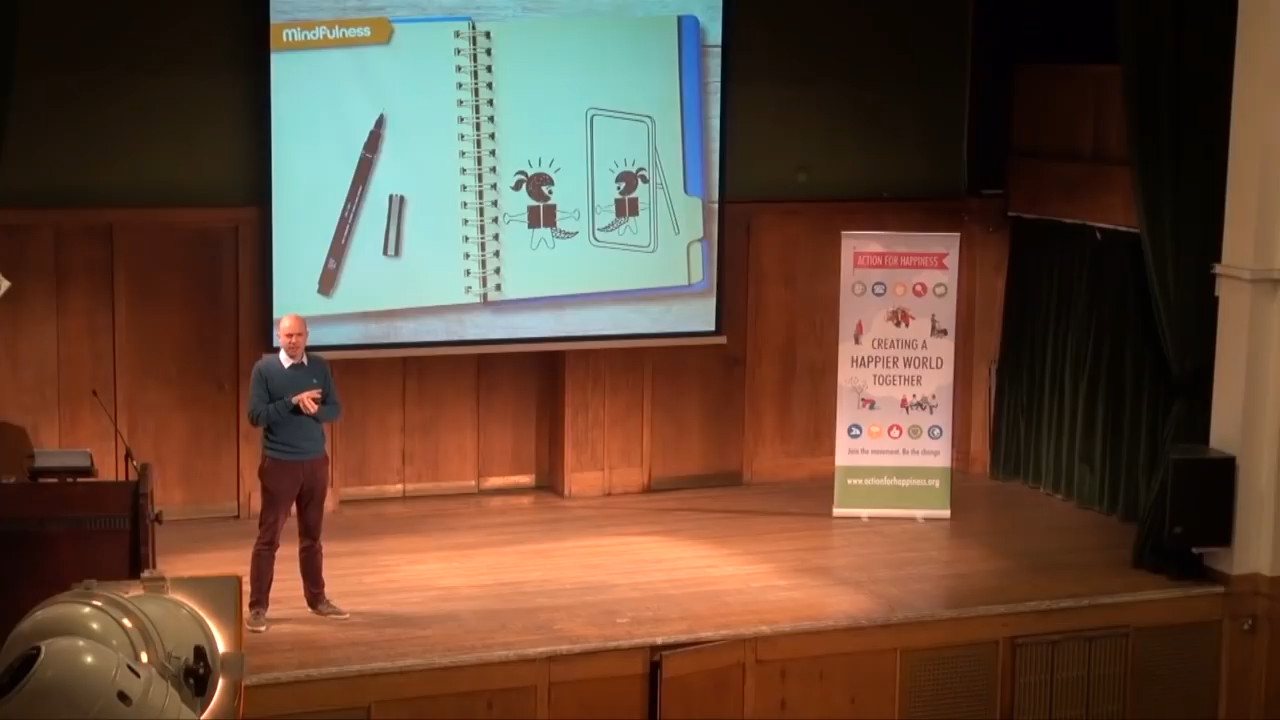 Mindfulness
ACTION FOR HAPPINESS
CREATING A
HAPPIER WORLD
TOGETHER
Join the movement. Be the change
www.actionforhappiness.org